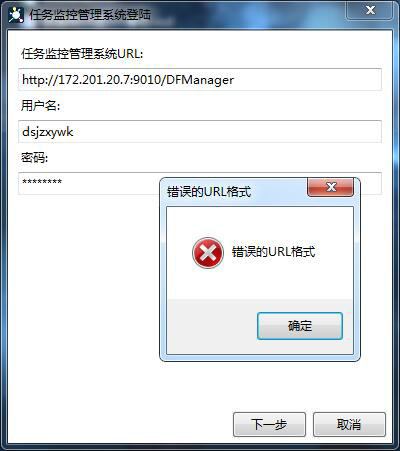 任务监控管理系统登陆
任务监控管理系统URL:
http://172.201.20.7:9010/DFManager
用户名:
dsjzxywk
密码:
********
错误的URL格式
错误的URL格式
确定
下一步
取消